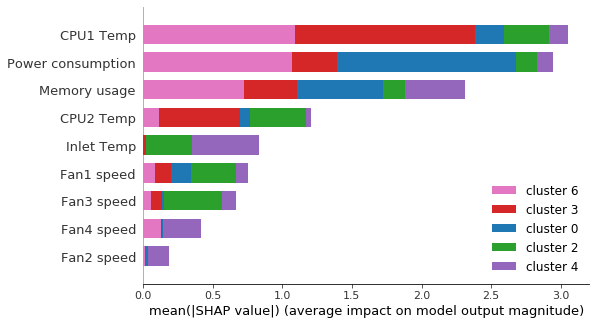 CPU1 Temp
Power consumption
Memory usage
CPU2 Temp
Inlet Temp
Fan1 speed
Fan3 speed
Fan4 speed
Fan2 speed
cluster 6
cluster 3
cluster 0
cluster 2
cluster 4
0.0 0.5 1.0 1.5 2.0 2.5 3.0
mean(|SHAP value|) (average impact on model output magnitude)